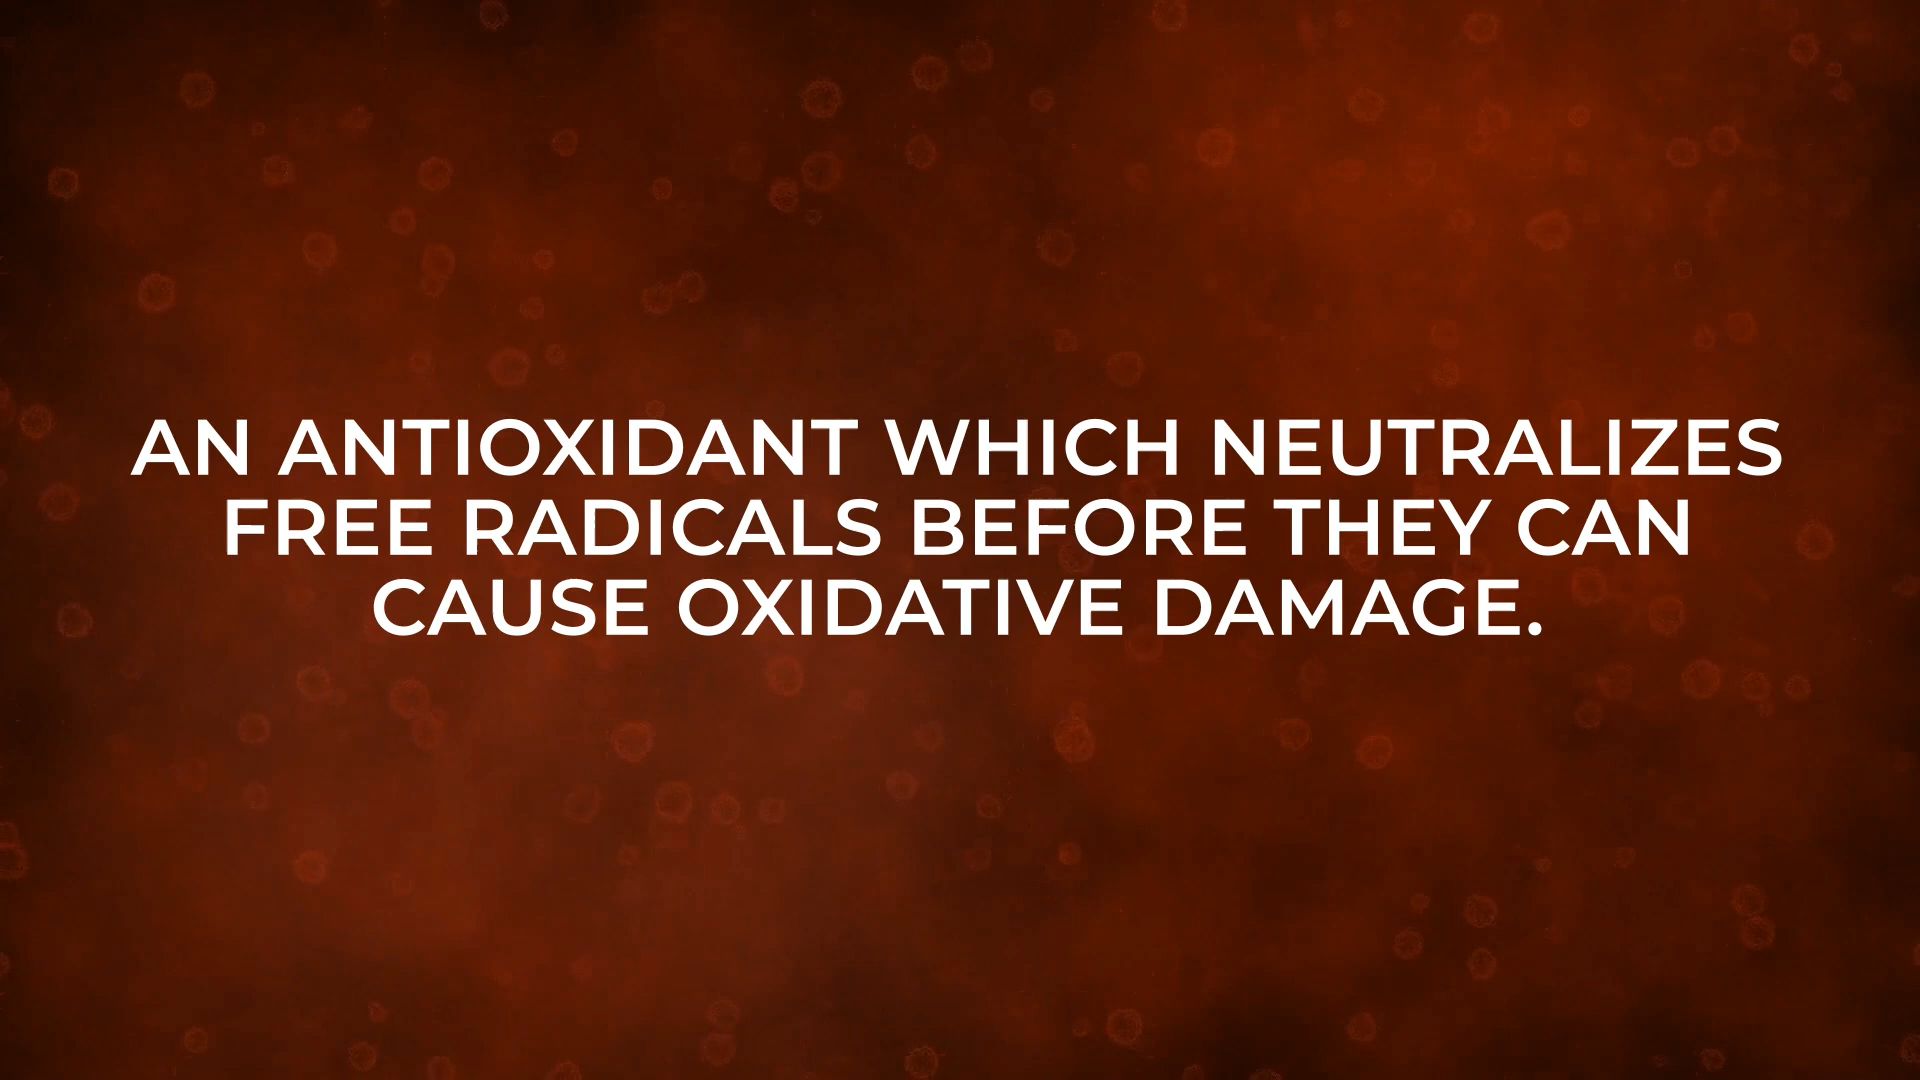 AN ANTIOXIDANT WHICH NEUTRALIZES
FREE RADICALS BEFORE THEY CAN
CAUSE OXIDATIVE DAMAGE.